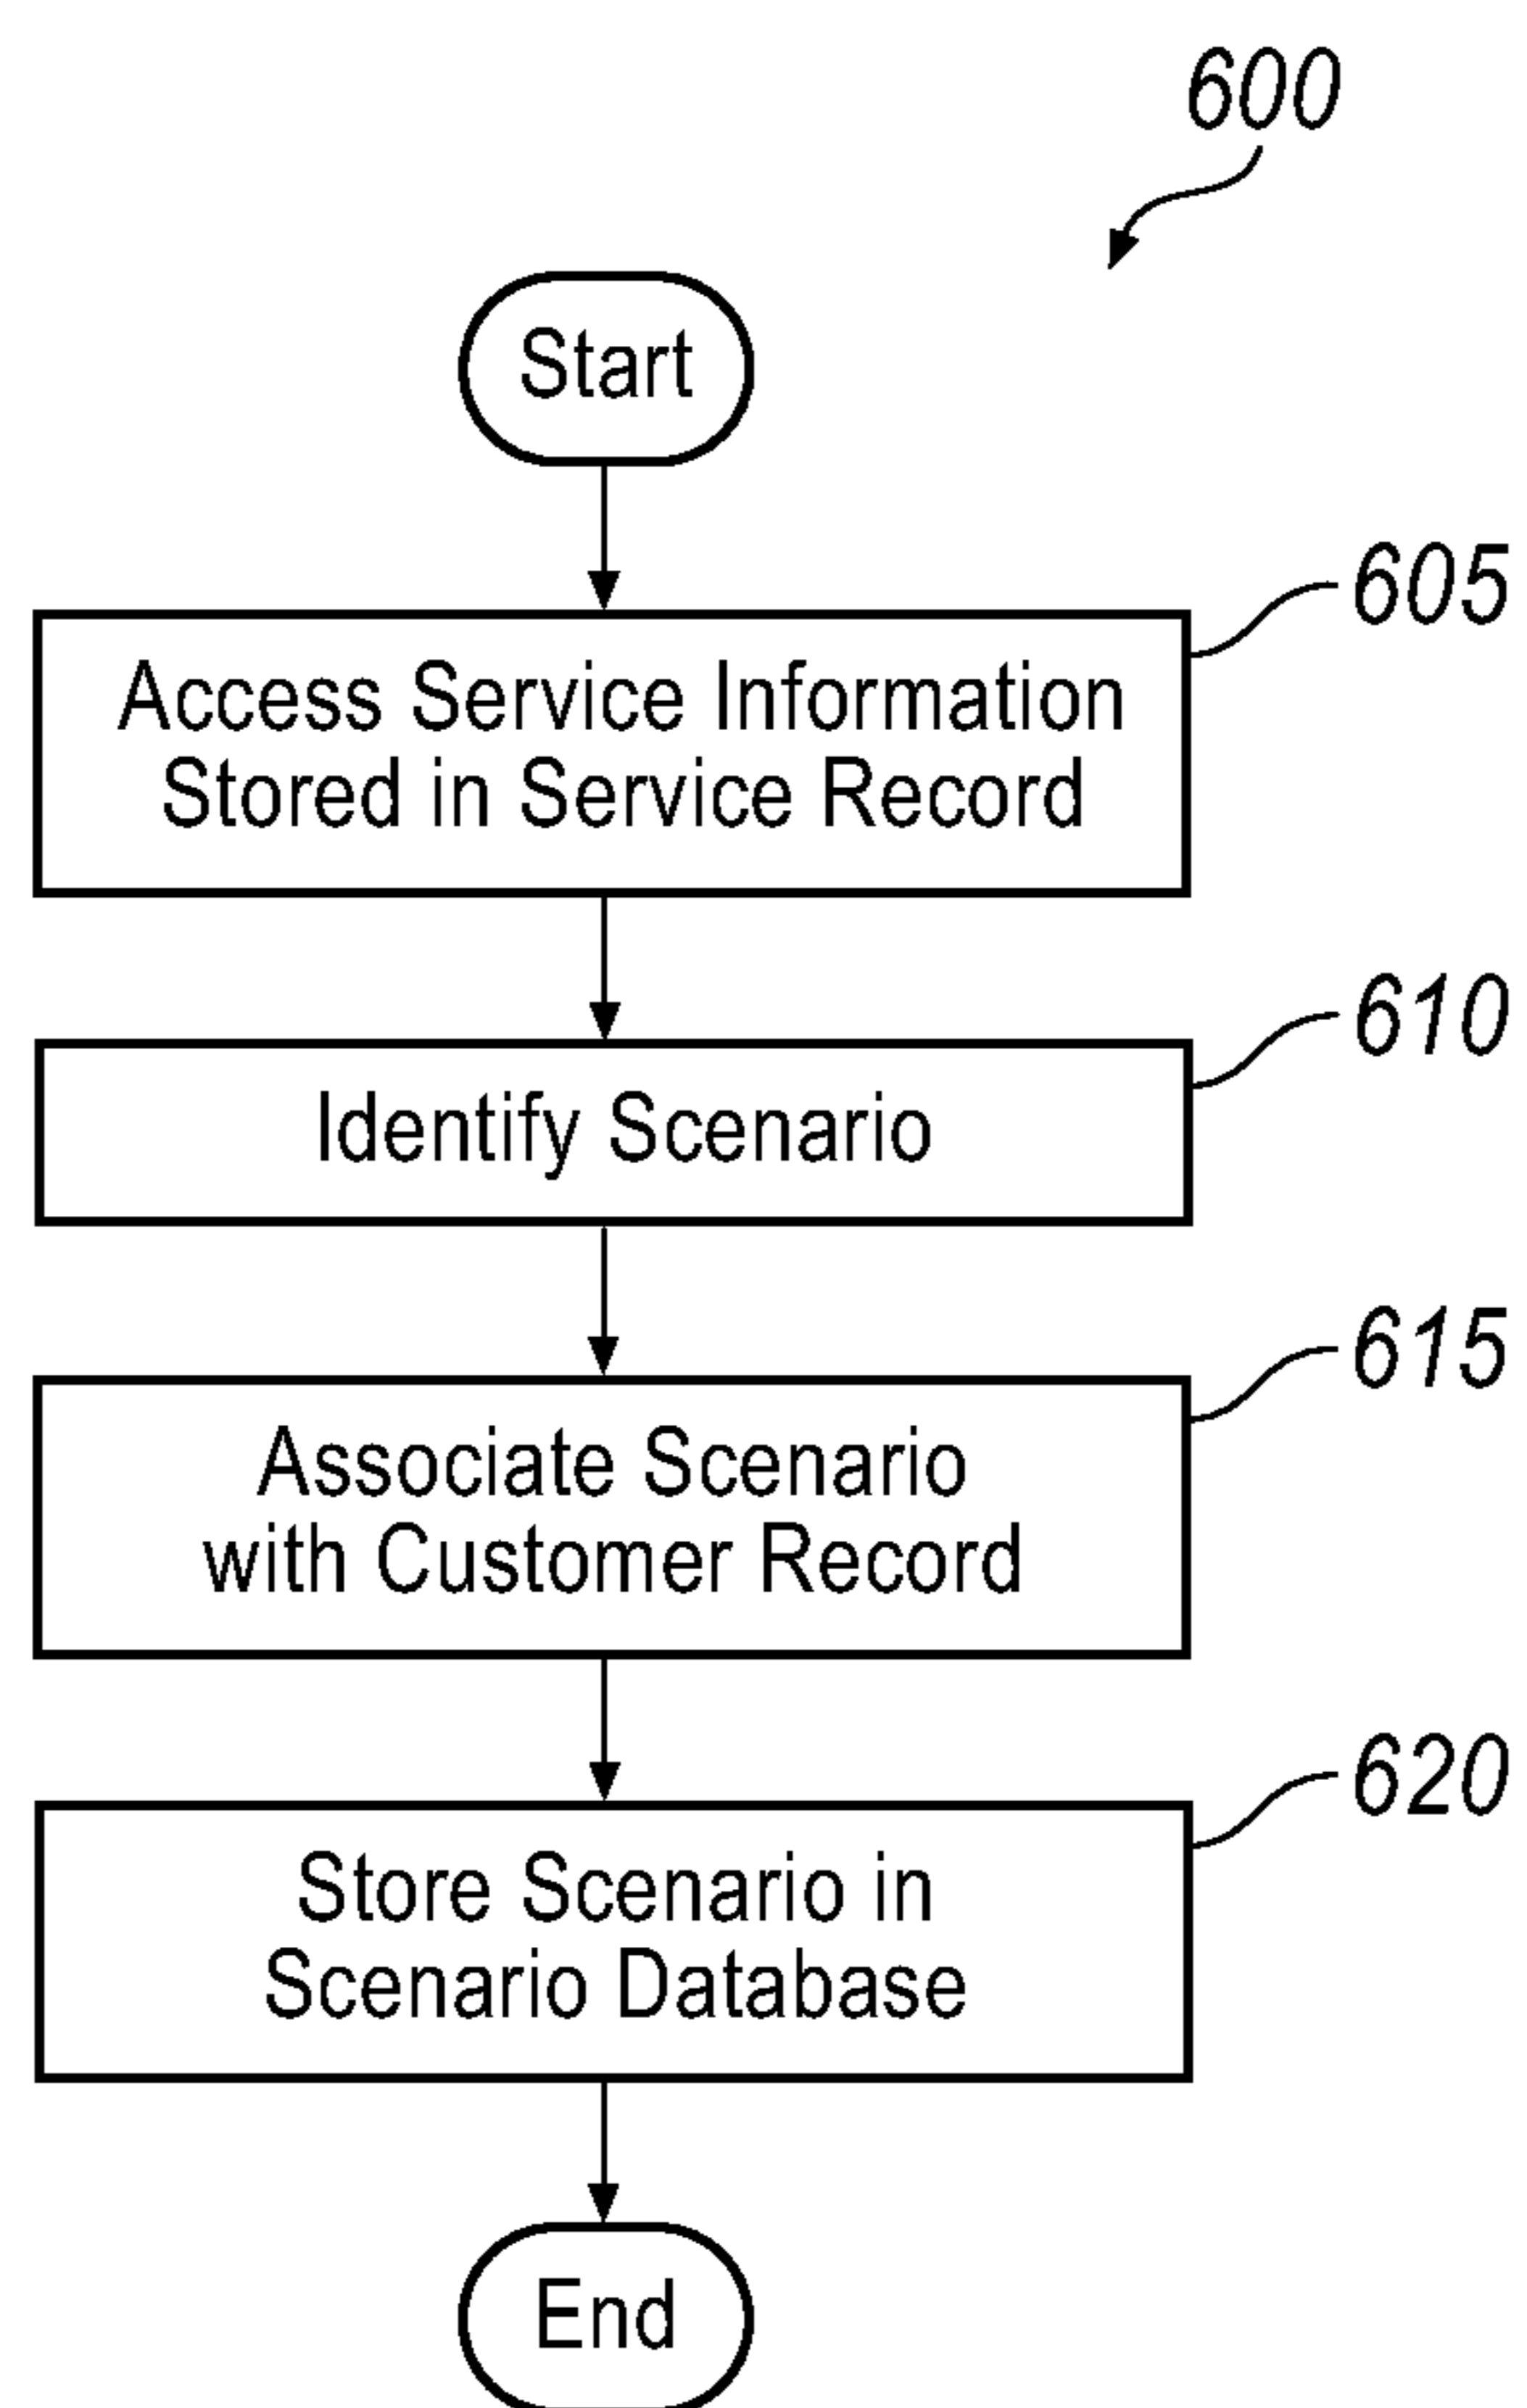 600
Start
605
Access Service Information
Stored in Service Record
610
Identify Scenario
615
Associate Scenario
with Customer Record
620
Store Scenario in
Scenario Database
End